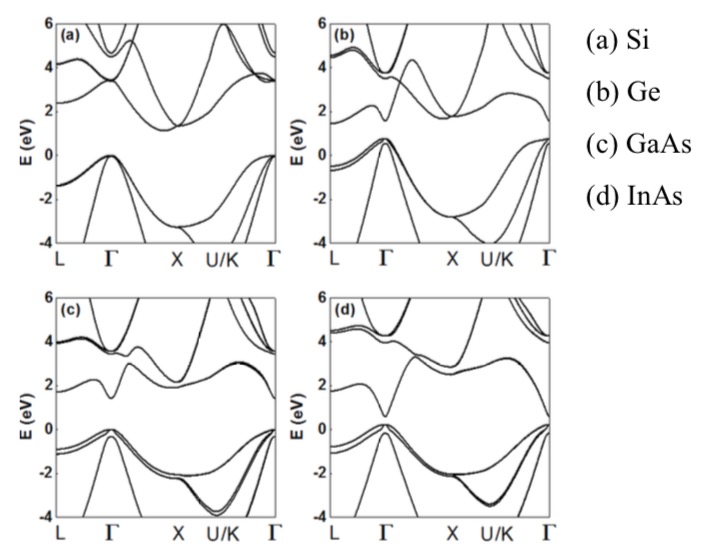 6
(a)
4
2
0
-2
-4
E (eV)
L Γ X U/K Γ
6
(b)
4
2
0
-2
-4
E (eV)
L Γ X U/K Γ
(a) Si
(b) Ge
(c) GaAs
(d) InAs
6
(c)
4
2
0
-2
-4
E (eV)
L Γ X U/K Γ
6
(d)
4
2
0
-2
-4
E (eV)
L Γ X U/K Γ